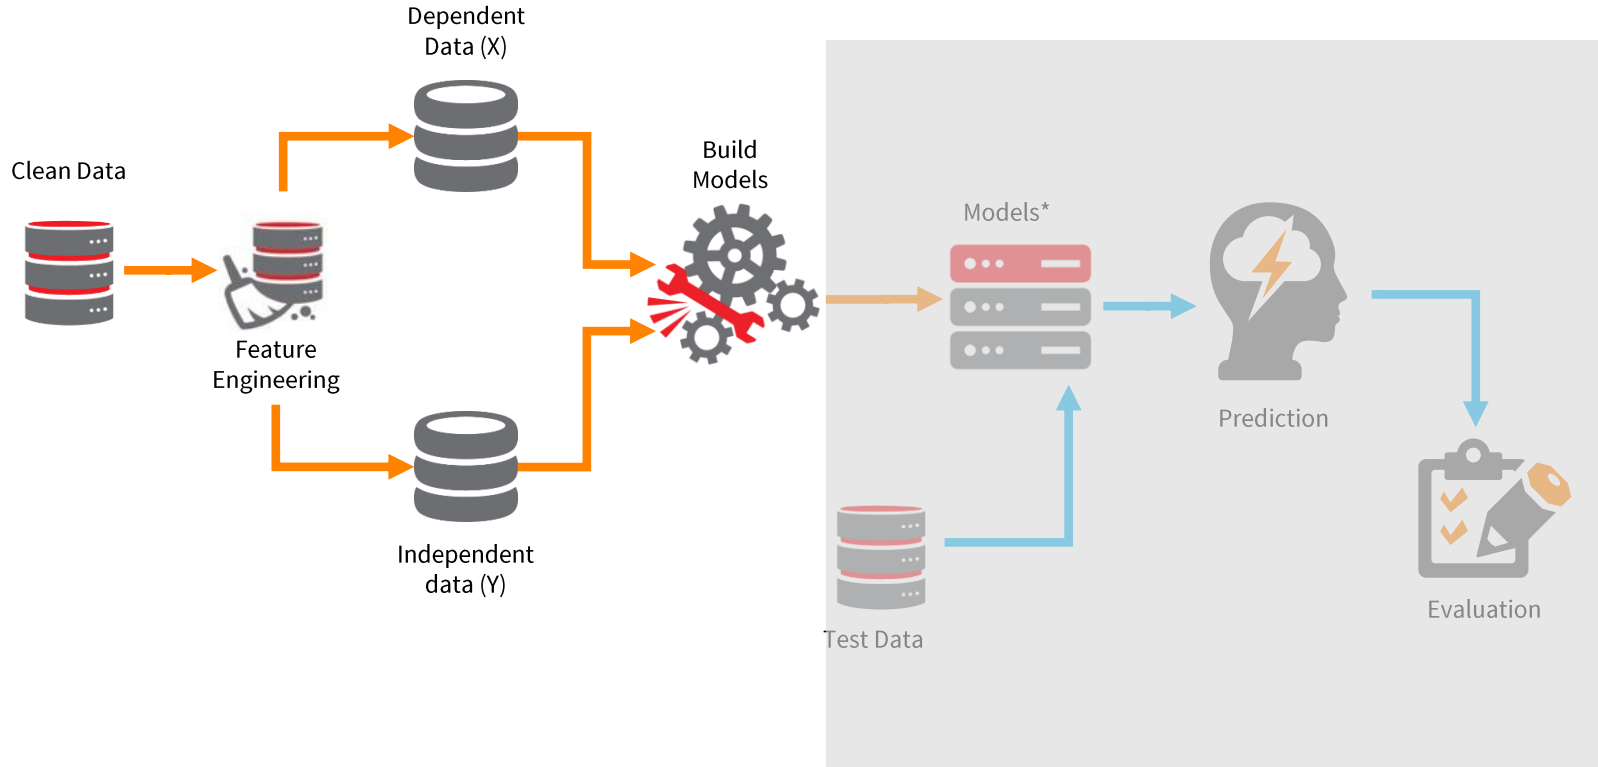 Dependent
Data (X)
Clean Data
Feature
Engineering
Independent
data (Y)
Build
Models
Models*
Prediction
Test Data
Evaluation